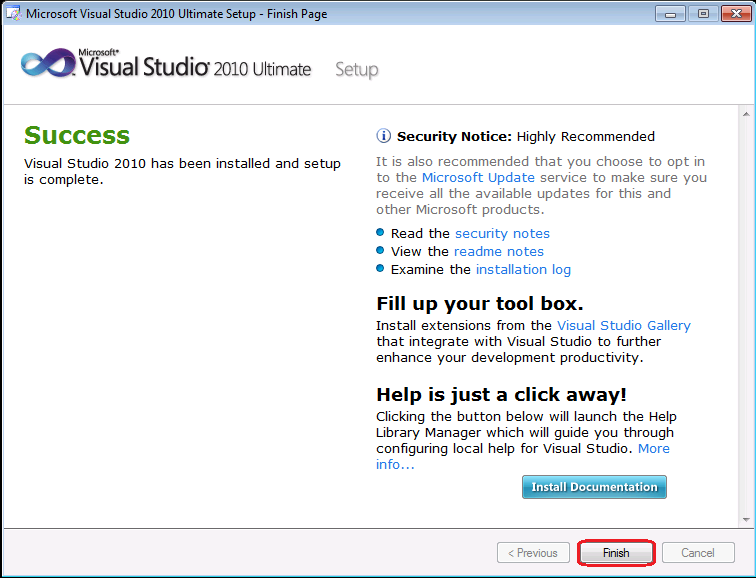 Microsoft Visual Studio 2010 Ultimate Setup - Finish Page
Microsoft®
Visual Studio® 2010 Ultimate Setup
Success
Visual Studio 2010 has been installed and setup
is complete.
Security Notice: Highly Recommended
It is also recommended that you choose to opt in
to the Microsoft Update service to make sure you
receive all the available updates for this and
other Microsoft products.
Read the security notes
View the readme notes
Examine the installation log
Fill up your tool box.
Install extensions from the Visual Studio Gallery
that integrate with Visual Studio to further
enhance your development productivity.
Help is just a click away!
Clicking the button below will launch the Help
Library Manager which will guide you through
configuring local help for Visual Studio. More
info...
Install Documentation
< Previous
Finish
Cancel